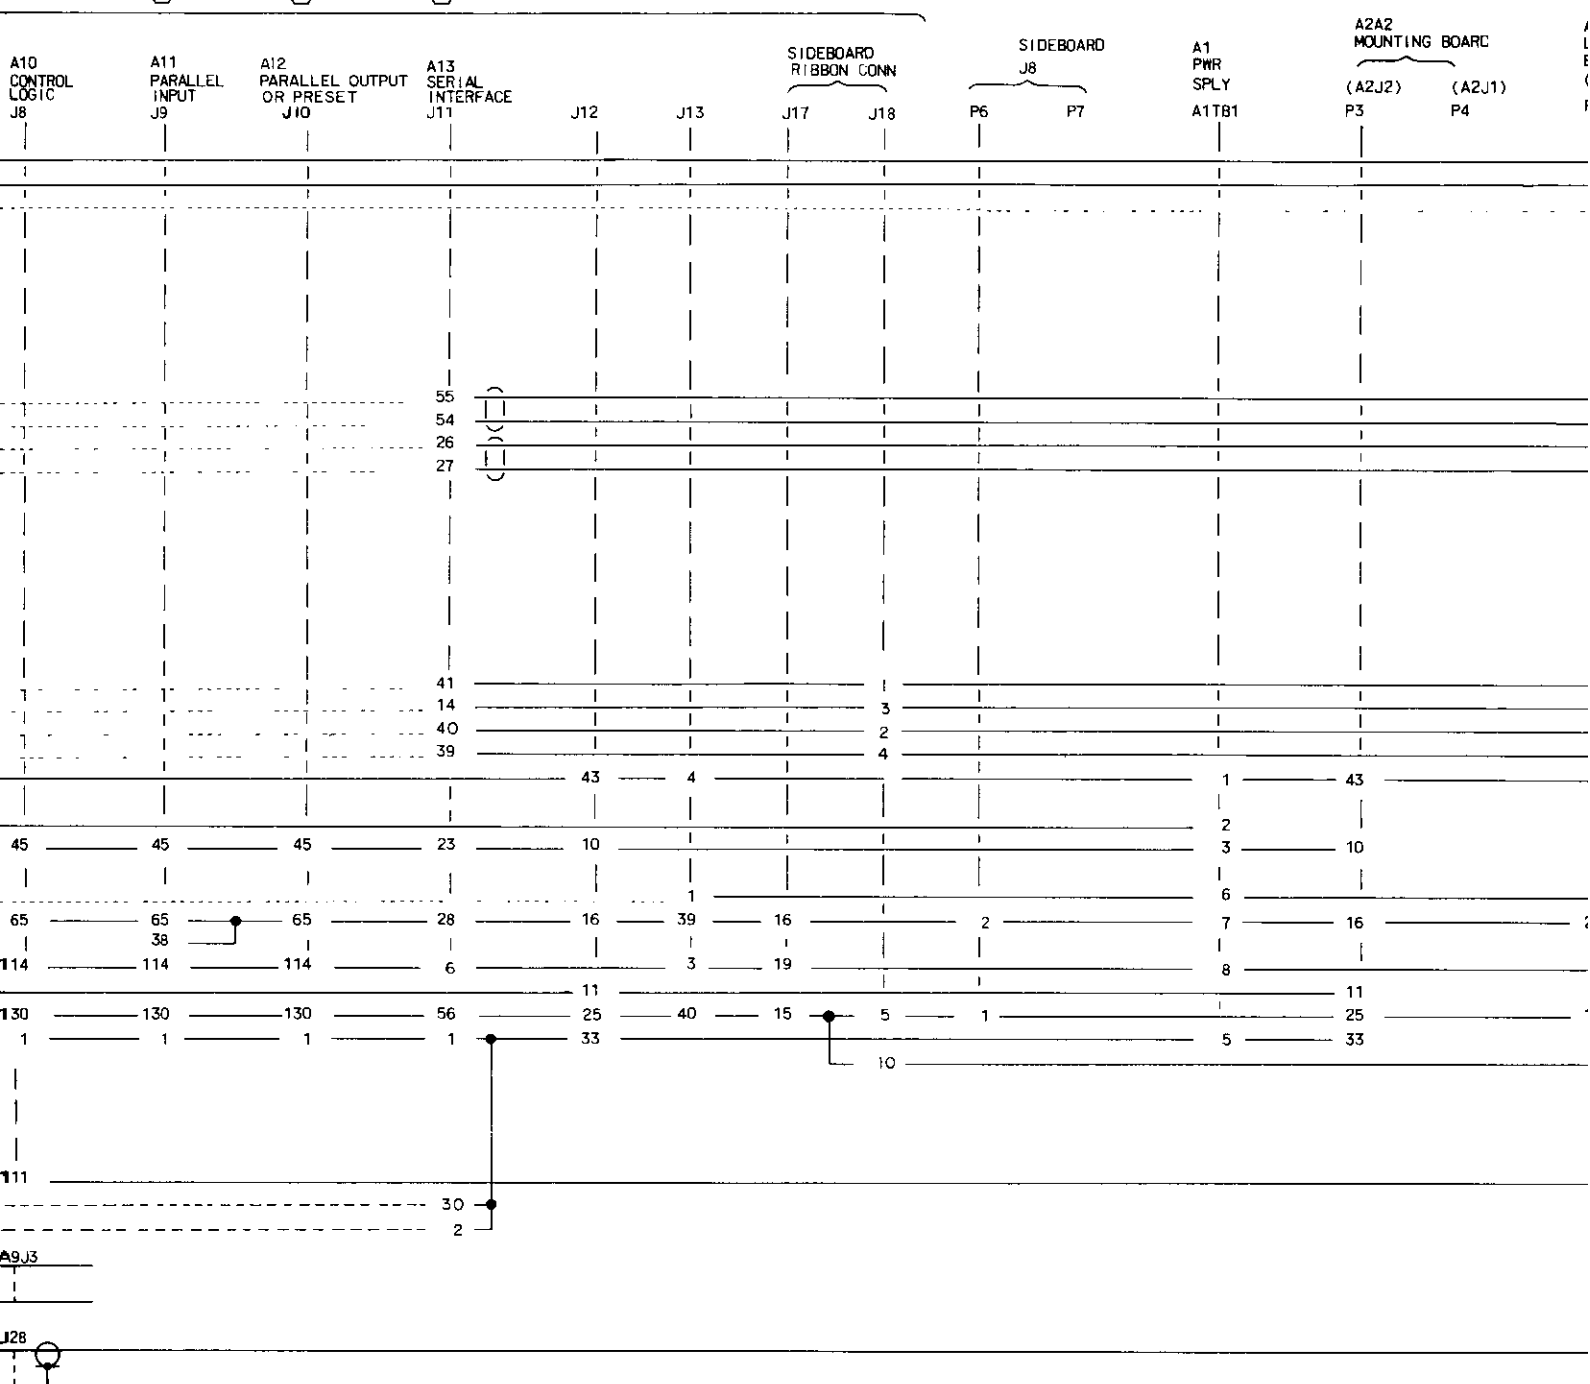 A10 CONTROL LOGIC J8
A11 PARALLEL INPUT J9
A12 PARALLEL OUTPUT OR PRESET J10
A13 SERIAL INTERFACE J11
J12
J13
SIDEBOARD RIBBON CONN
J17 J18
SIDEBOARD J8
P6 P7
A1 PWR SPLY A1TB1
A2A2 MOUNTING BOARD
(A2J2) (A2J1)
P3 P4
55
54
26
27
41 1
14 3
40 2
39 4
43 4 1 43
2
45 45 45 23 10 3 10
1 6
65 65 65 28 16 39 16 2 7 16
38
114 114 114 6 3 19 8
11 11
130 130 130 56 25 40 15 5 1 25
1 1 1 1 33 5 33
10
111
30
2
A9J3
J28